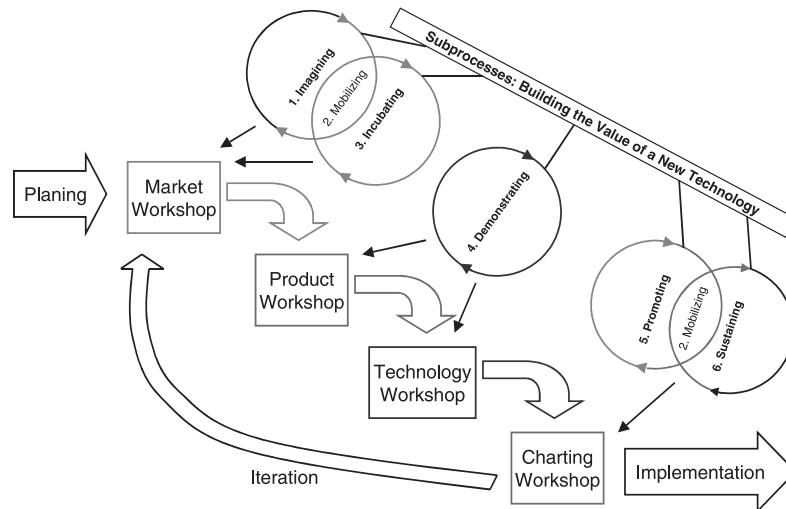 Subprocesses: Building the Value of a New Technology
1. Imagining
2. Mobilizing
3. Incubating
Planing
Market
Workshop
4. Demonstrating
Product
Workshop
5. Promoting
2. Mobilizing
6. Sustaining
Technology
Workshop
Charting
Workshop
Iteration
Implementation